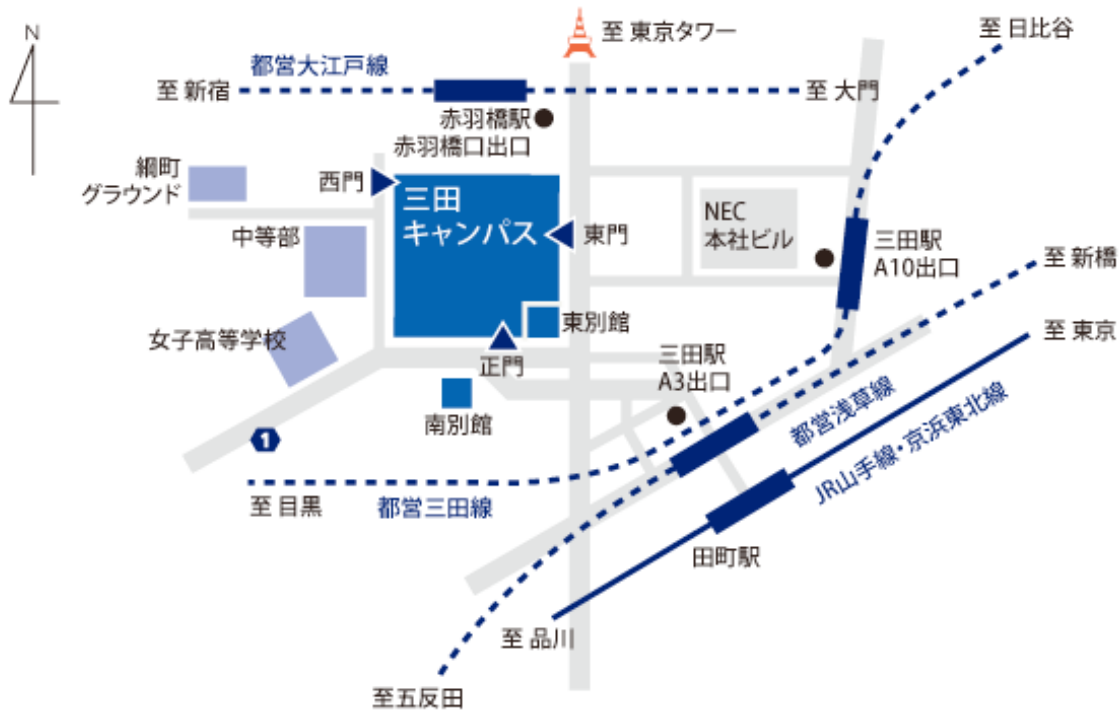 N
至 東京タワー
至 日比谷
都営大江戸線
至 新宿
至 大門
赤羽橋駅
赤羽橋口出口
綱町
グラウンド
西門
三田
キャンパス
東門
NEC
本社ビル
中等部
三田駅
A10出口
至 新橋
女子高等学校
東別館
至 東京
正門
三田駅
A3出口
南別館
都営浅草線
JR山手線・京浜東北線
1
至 目黒
都営三田線
田町駅
至 品川
至五反田